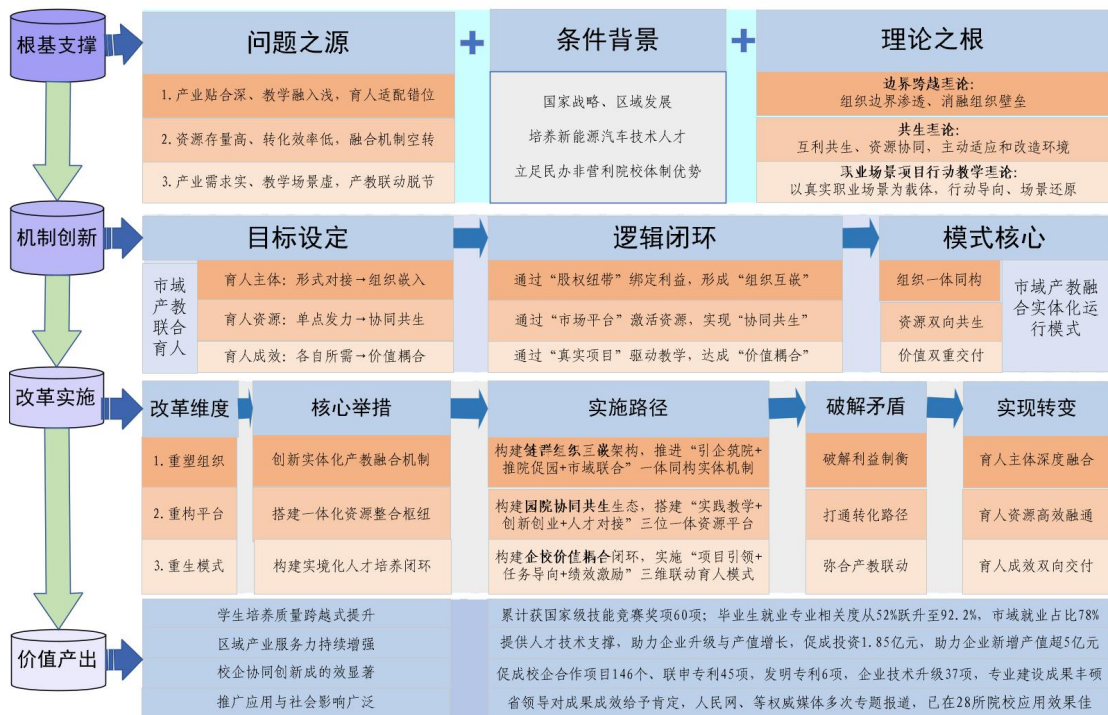 根基支撑
问题之源
+
条件背景
+
理论之根
1. 产业贴合深、教学融入浅，育人适配错位
2. 资源存量高、转化效率低，融合机制空转
3. 产业需求实、教学场景虚，产教联动脱节
国家战略、区域发展
培养新能源汽车技术人才
立足民办非营利院校体制优势
边界跨越理论：
组织边界渗透、消融组织壁垒
共生理论：
互利共生、资源协同，主动适应和改造环境
职业场景项目行动教学理论：
以真实职业场景为载体，行动导向、场景还原
机制创新
目标设定
逻辑闭环
模式核心
市域
产教
联合
育人
育人主体：形式对接→组织嵌入
育人资源：单点发力→协同共生
育人成效：各自所需→价值耦合
通过“股权纽带”绑定利益，形成“组织互嵌”
通过“市场平台”激活资源，实现“协同共生”
通过“真实项目”驱动教学，达成“价值耦合”
组织一体同构
资源双向共生
价值双重交付
市域产教融
合实体化运
行模式
改革实施
改革维度
核心举措
实施路径
破解矛盾
实现转变
1. 重塑组织
创新实体化产教融合机制
构建链群组织三嵌架构，推进“引企筑院+
推院促园+市域联合”一体同构实体机制
破解利益制衡
育人主体深度融合
2. 重构平台
搭建一体化资源整合枢纽
构建园院协同共生生态，搭建“实践教学+
创新创业+人才对接”三位一体资源平台
打通转化路径
育人资源高效融通
3. 重生模式
构建实境化人才培养闭环
构建企校价值耦合闭环，实施“项目引领+
任务导向+绩效激励”三维联动育人模式
弥合产教联动
育人成效双向交付
价值产出
学生培养质量跨越式提升
累计获国家级技能竞赛奖项60项；毕业生就业专业相关度从52%跃升至92.2%，市域就业占比78%
区域产业服务力持续增强
提供人才技术支撑，助力企业升级与产值增长，促成投资1.85亿元，助力企业新增产值超5亿元
校企协同创新成的效显著
促成校企合作项目146个、联申专利45项，发明专利6项，企业技术升级37项，专业建设成果丰硕
推广应用与社会影响广泛
省领导对成果成效给予肯定，人民网、等权威媒体多次专题报道，已在28所院校应用效果佳